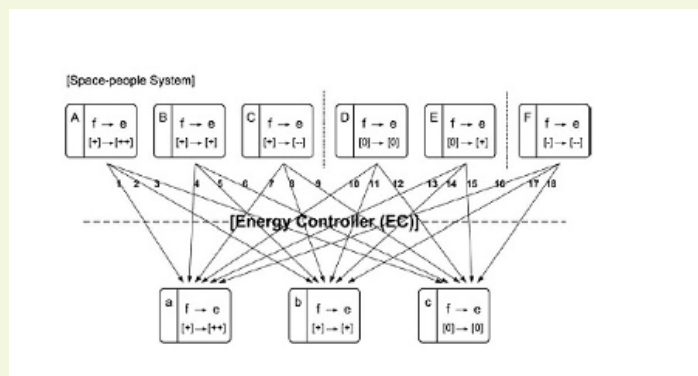 [Space-people System]
A f → e [+]→[++]
B f → e [+]→[+]
C f → e [+]→[--]
D f → e [0]→[0]
E f → e [0]→[+]
F f → e [-]→[--]
1 2 3 4 5 6 7 8 9 10 11 12 13 14 15 16 17 18
[Energy Controller (EC)]
a f → e [+]→[++]
b f → e [+]→[+]
c f → e [0]→[0]